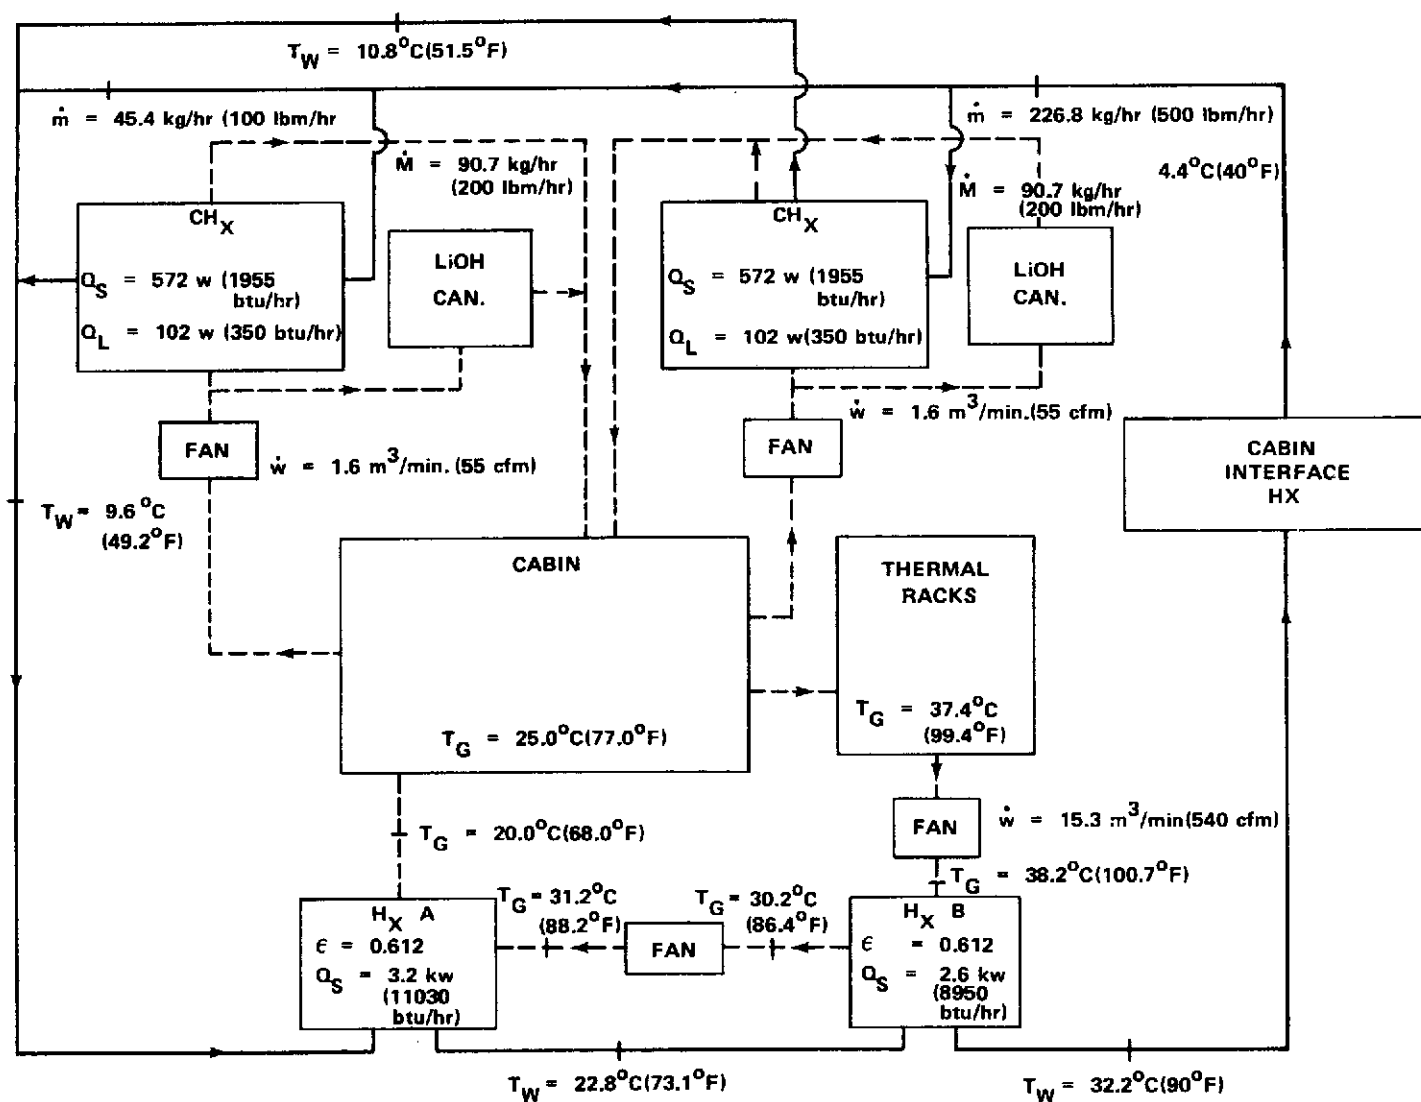 T_W = 10.8°C(51.5°F)
ṁ = 45.4 kg/hr (100 lbm/hr
ṁ = 226.8 kg/hr (500 lbm/hr)
Ṁ = 90.7 kg/hr
(200 lbm/hr)
4.4°C(40°F)
Ṁ = 90.7 kg/hr
(200 lbm/hr)
CH_X
Q_S = 572 w (1955
btu/hr)
Q_L = 102 w (350 btu/hr)
LiOH
CAN.
CH_X
Q_S = 572 w (1955
btu/hr)
Q_L = 102 w(350 btu/hr)
LiOH
CAN.
FAN
ẇ = 1.6 m³/min. (55 cfm)
FAN
ẇ = 1.6 m³/min.(55 cfm)
CABIN
INTERFACE
HX
T_W = 9.6°C
(49.2°F)
CABIN
T_G = 25.0°C(77.0°F)
THERMAL
RACKS
T_G = 37.4°C
(99.4°F)
T_G = 20.0°C(68.0°F)
FAN
ẇ = 15.3 m³/min(540 cfm)
T_G = 38.2°C(100.7°F)
T_G = 31.2°C
(88.2°F)
T_G = 30.2°C
(86.4°F)
FAN
H_X A
ϵ = 0.612
Q_S = 3.2 kw
(11030
btu/hr)
H_X B
ϵ = 0.612
Q_S = 2.6 kw
(8950
btu/hr)
T_W = 22.8°C(73.1°F)
T_W = 32.2°C(90°F)